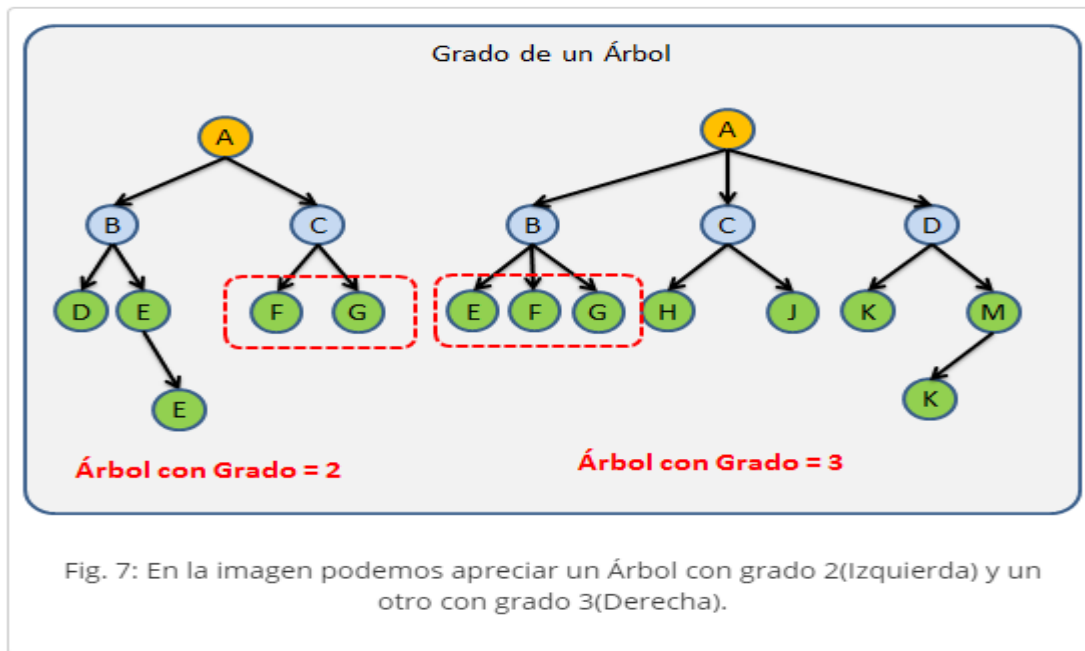 Grado de un Árbol
A
A
B
C
B
C
D
D
E
F
G
E
F
G
H
J
K
M
E
K
Árbol con Grado = 2
Árbol con Grado = 3
Fig. 7: En la imagen podemos apreciar un Árbol con grado 2(Izquierda) y un
otro con grado 3(Derecha).